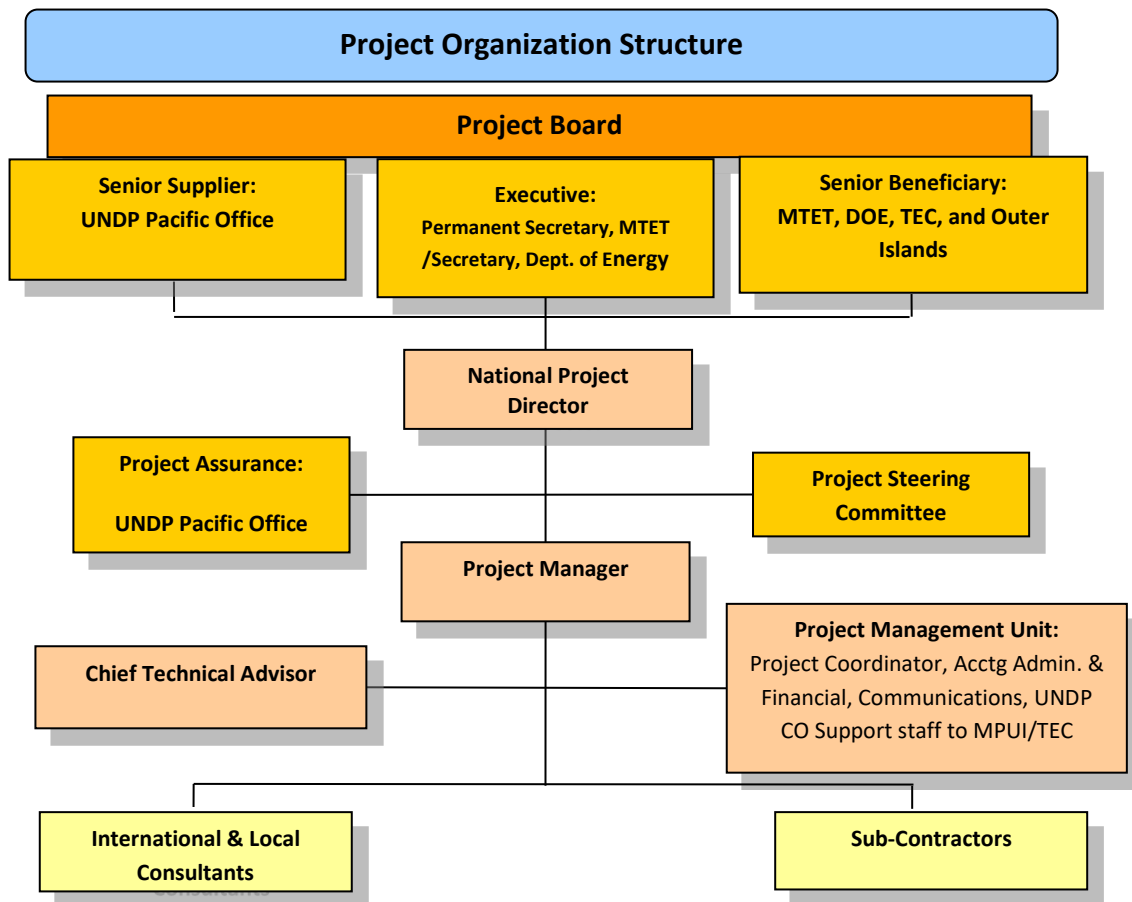 Project Organization Structure
Project Board
Senior Supplier:
UNDP Pacific Office
Executive:
Permanent Secretary, MTET
/Secretary, Dept. of Energy
Senior Beneficiary:
MTET, DOE, TEC, and Outer
Islands
National Project
Director
Project Assurance:
UNDP Pacific Office
Project Steering
Committee
Project Manager
Chief Technical Advisor
Project Management Unit:
Project Coordinator, Acctg Admin. &
Financial, Communications, UNDP
CO Support staff to MPUI/TEC
International & Local
Consultants
Sub-Contractors